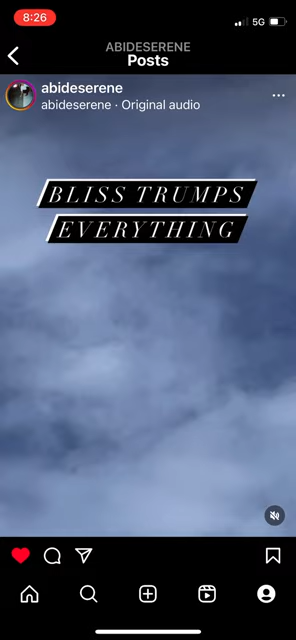 8:26
5G
ABIDESERENE
Posts
abideserene
abideserene · Original audio
BLISS TRUMPS
EVERYTHING